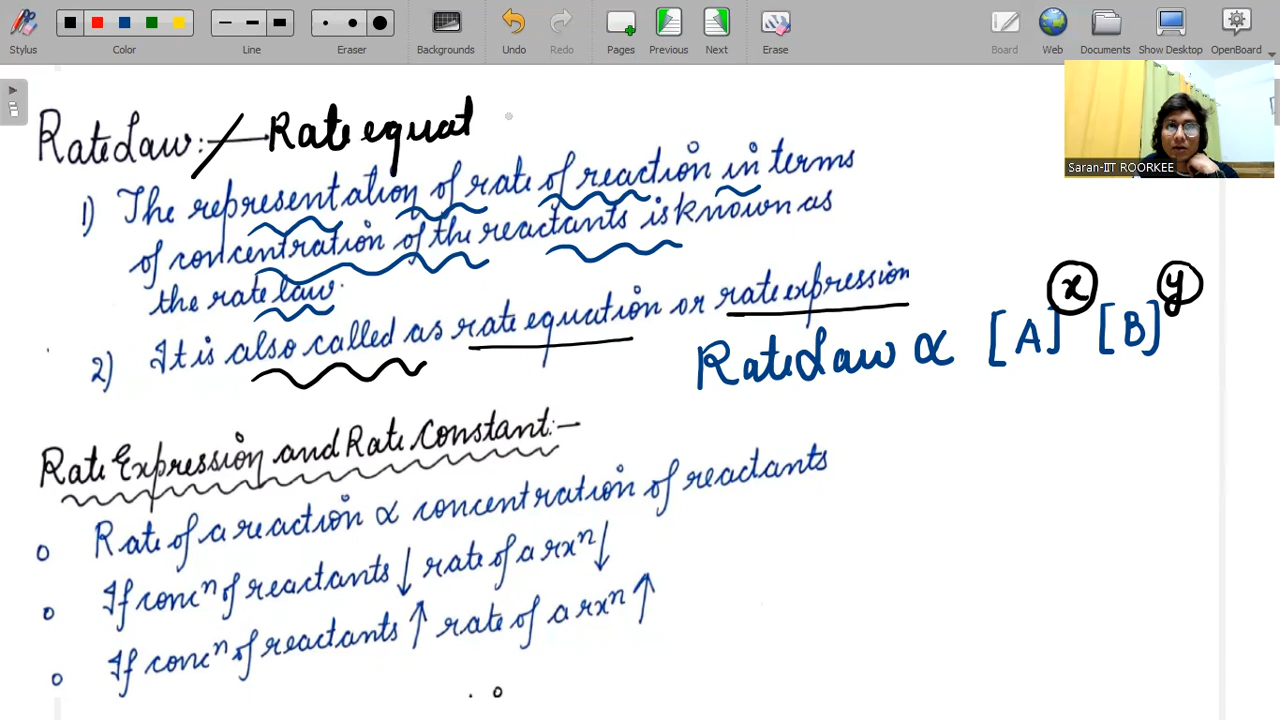 Stylus
Color
Line
Eraser
Backgrounds
Undo
Redo
Pages
Previous
Next
Erase
Board
Web
Documents
Show Desktop
OpenBoard
Saran-IIT ROORKEE
Rate Law:- / Rate equat
1) The representation of rate of reaction in terms
of concentration of the reactants is known as
the rate law.
2) It is also called as rate equation or rate expression
Rate Law ∝ [A]ˣ [B]ʸ
Rate Expression and Rate Constant:-
o Rate of a reaction ∝ concentration of reactants
o If concⁿ of reactants ↓ rate of a rxⁿ ↓
o If concⁿ of reactants ↑ rate of a rxⁿ ↑